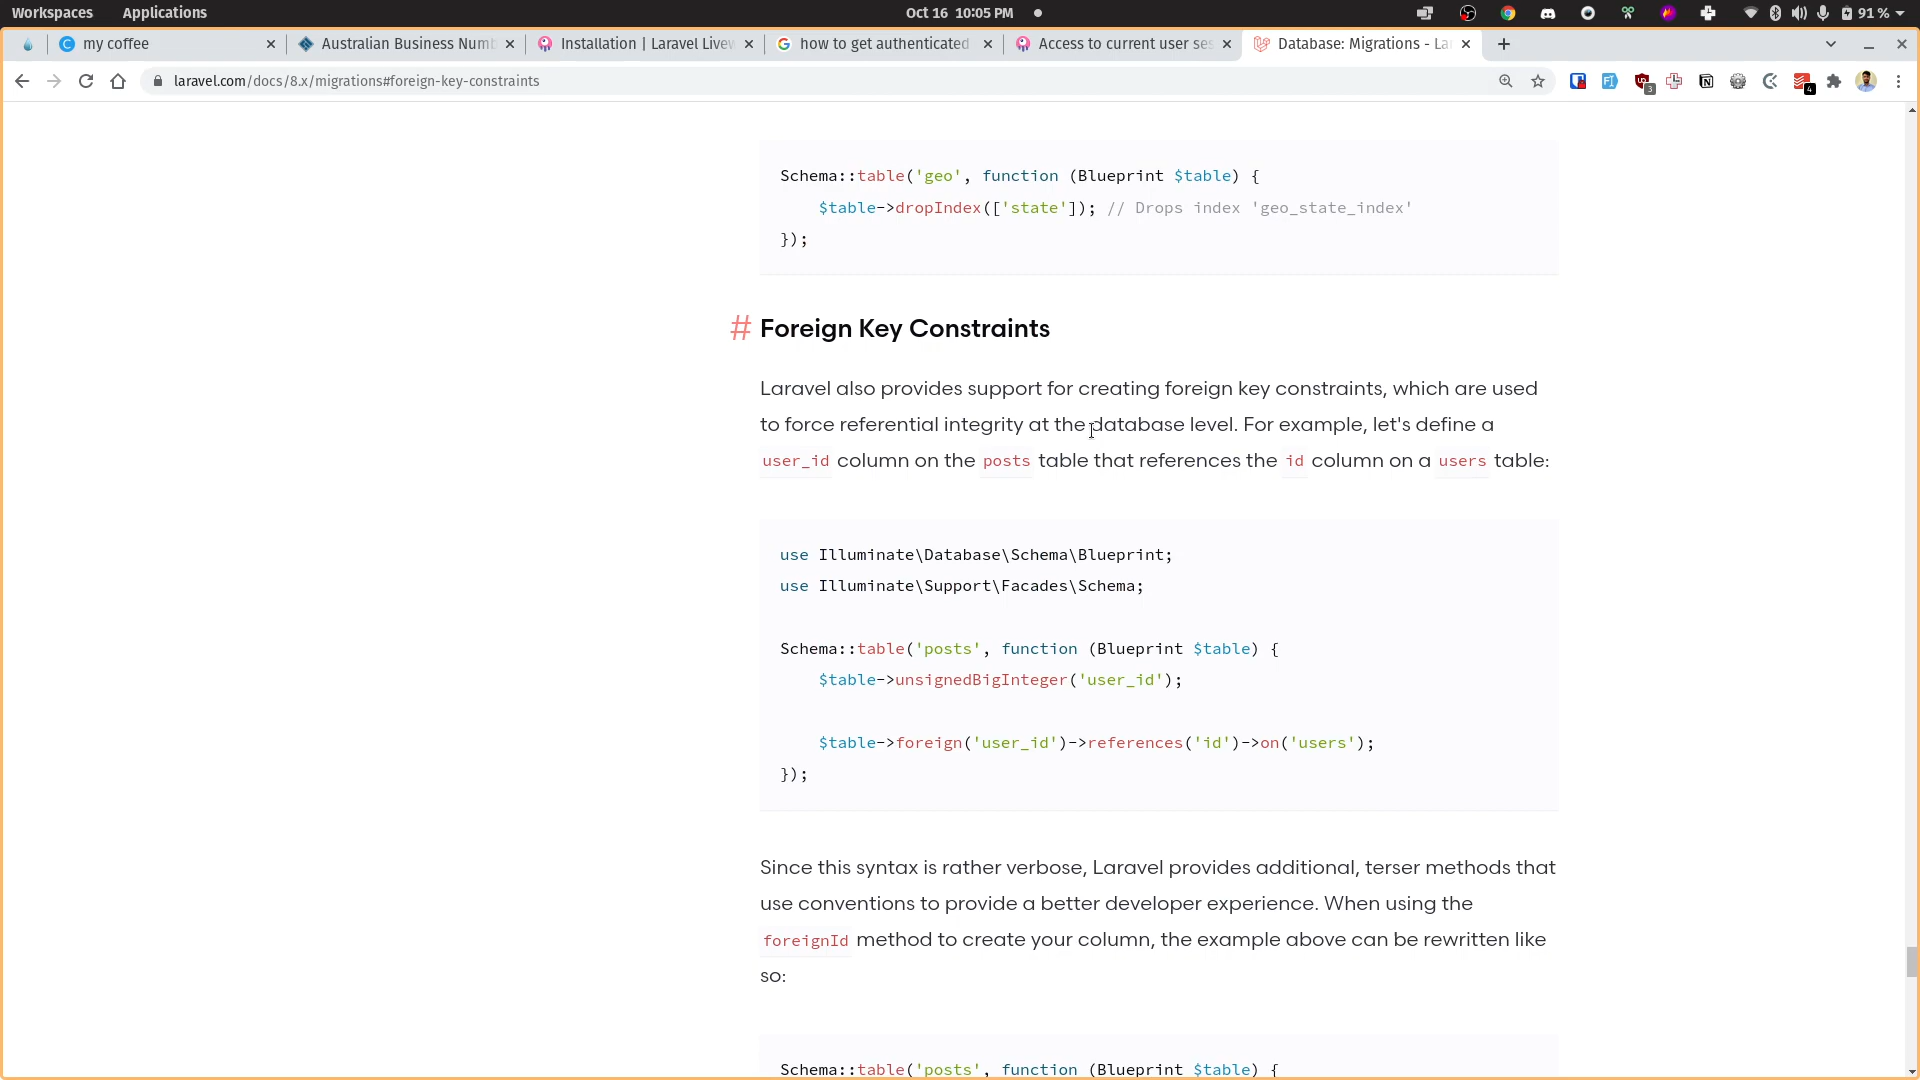 Workspaces Applications Oct 16 10:05 PM 91 %
my coffee Australian Business Numb Installation | Laravel Livew how to get authenticated Access to current user ses Database: Migrations - La
laravel.com/docs/8.x/migrations#foreign-key-constraints 3 4
Schema::table('geo', function (Blueprint $table) {
    $table->dropIndex(['state']); // Drops index 'geo_state_index'
});
# Foreign Key Constraints
Laravel also provides support for creating foreign key constraints, which are used
to force referential integrity at the database level. For example, let's define a
user_id column on the posts table that references the id column on a users table:
use Illuminate\Database\Schema\Blueprint;
use Illuminate\Support\Facades\Schema;
Schema::table('posts', function (Blueprint $table) {
    $table->unsignedBigInteger('user_id');
    $table->foreign('user_id')->references('id')->on('users');
});
Since this syntax is rather verbose, Laravel provides additional, terser methods that
use conventions to provide a better developer experience. When using the
foreignId method to create your column, the example above can be rewritten like
so:
Schema::table('posts', function (Blueprint $table) {